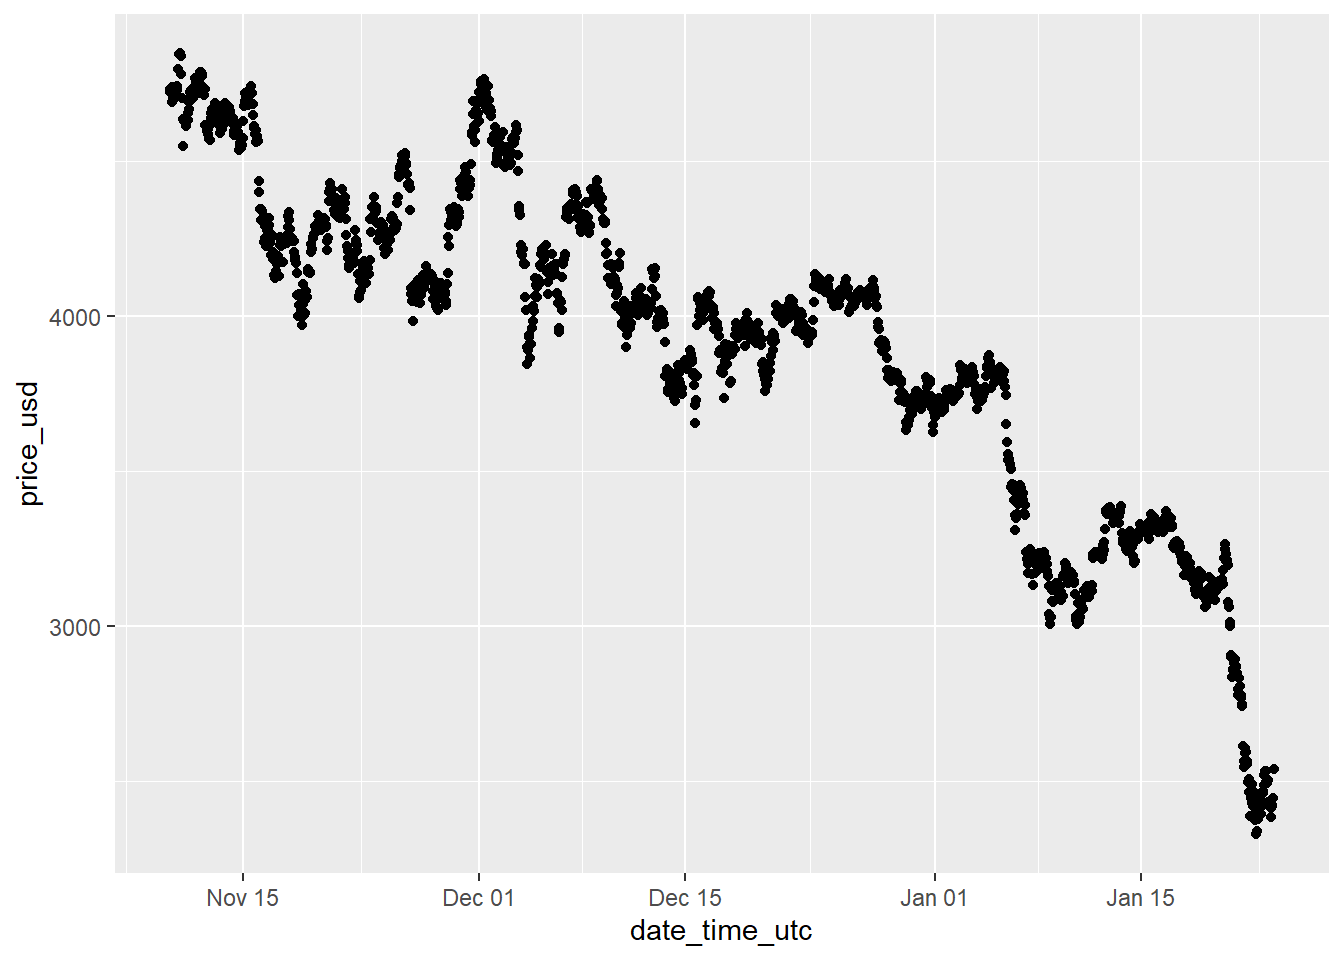 price_usd
4000
3000
Nov 15
Dec 01
Dec 15
Jan 01
Jan 15
date_time_utc